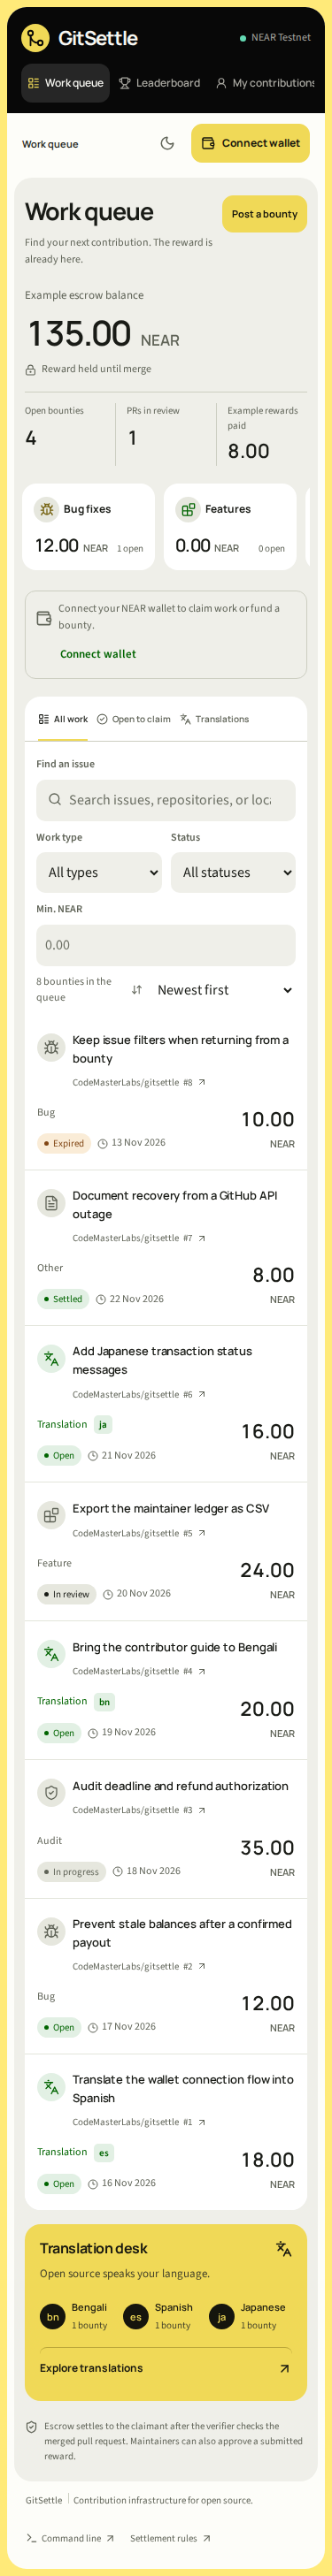 GitSettle
NEAR Testnet
Work queue
Leaderboard
My contributions
Work queue
Connect wallet
Work queue
Post a bounty
Find your next contribution. The reward is
already here.
Example escrow balance
135.00 NEAR
Reward held until merge
Open bounties
4
PRs in review
1
Example rewards
paid
8.00
Bug fixes
12.00 NEAR 1 open
Features
0.00 NEAR 0 open
Connect your NEAR wallet to claim work or fund a
bounty.
Connect wallet
All work
Open to claim
Translations
Find an issue
Search issues, repositories, or loca
Work type
Status
All types
All statuses
Min. NEAR
0.00
8 bounties in the
queue
Newest first
Keep issue filters when returning from a
bounty
CodeMasterLabs/gitsettle #8
Bug
10.00
Expired
13 Nov 2026
NEAR
Document recovery from a GitHub API
outage
CodeMasterLabs/gitsettle #7
Other
8.00
Settled
22 Nov 2026
NEAR
Add Japanese transaction status
messages
CodeMasterLabs/gitsettle #6
Translation ja
16.00
Open
21 Nov 2026
NEAR
Export the maintainer ledger as CSV
CodeMasterLabs/gitsettle #5
Feature
24.00
In review
20 Nov 2026
NEAR
Bring the contributor guide to Bengali
CodeMasterLabs/gitsettle #4
Translation bn
20.00
Open
19 Nov 2026
NEAR
Audit deadline and refund authorization
CodeMasterLabs/gitsettle #3
Audit
35.00
In progress
18 Nov 2026
NEAR
Prevent stale balances after a confirmed
payout
CodeMasterLabs/gitsettle #2
Bug
12.00
Open
17 Nov 2026
NEAR
Translate the wallet connection flow into
Spanish
CodeMasterLabs/gitsettle #1
Translation es
18.00
Open
16 Nov 2026
NEAR
Translation desk
Open source speaks your language.
bn
Bengali
1 bounty
es
Spanish
1 bounty
ja
Japanese
1 bounty
Explore translations
Escrow settles to the claimant after the verifier checks the
merged pull request. Maintainers can also approve a submitted
reward.
GitSettle
Contribution infrastructure for open source.
Command line
Settlement rules